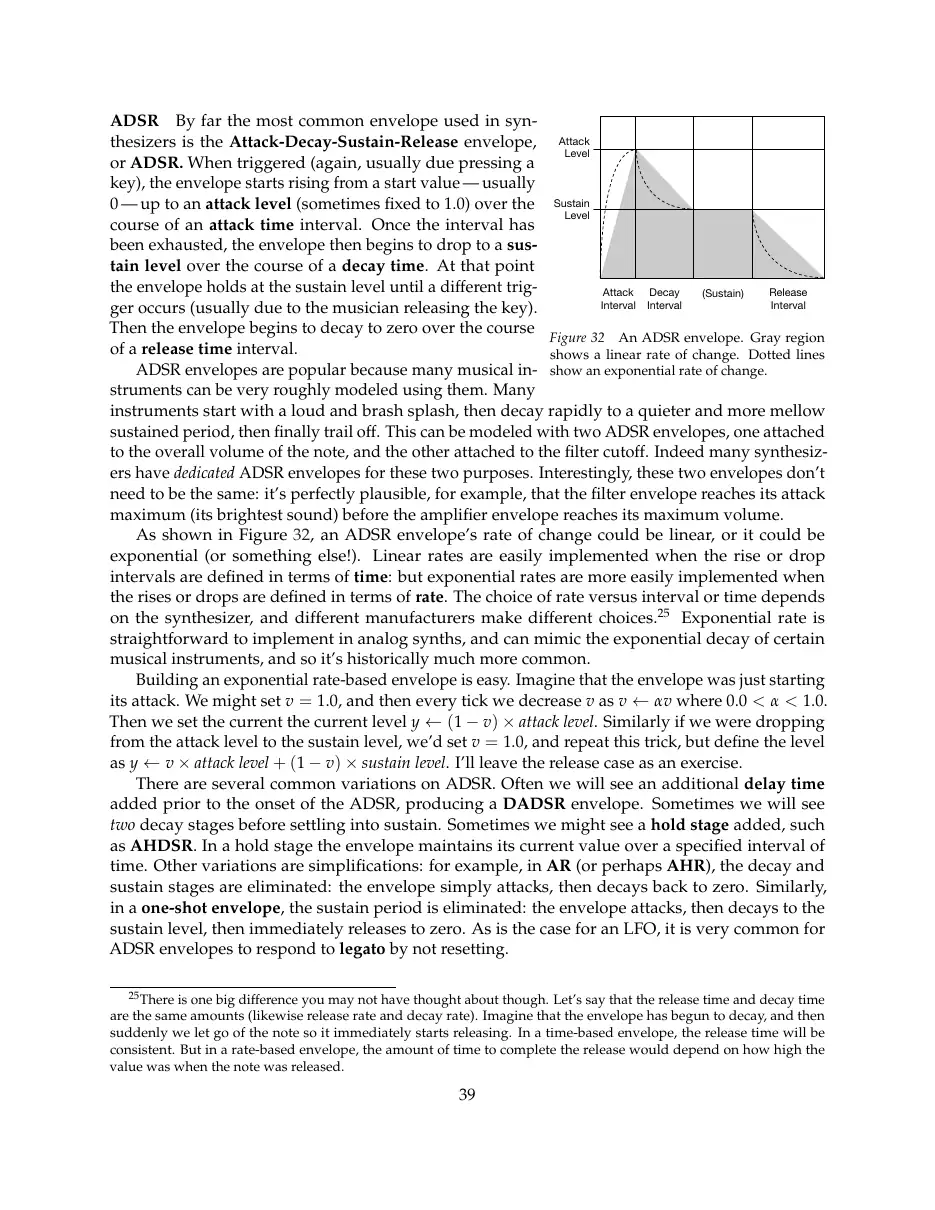 ADSR By far the most common envelope used in syn-
thesizers is the Attack-Decay-Sustain-Release envelope,
or ADSR. When triggered (again, usually due pressing a
key), the envelope starts rising from a start value — usually
0 — up to an attack level (sometimes fixed to 1.0) over the
course of an attack time interval. Once the interval has
been exhausted, the envelope then begins to drop to a sus-
tain level over the course of a decay time. At that point
the envelope holds at the sustain level until a different trig-
ger occurs (usually due to the musician releasing the key).
Then the envelope begins to decay to zero over the course
of a release time interval.
Attack
Level
Sustain
Level
Attack
Interval
Decay
Interval
(Sustain)
Release
Interval
Figure 32 An ADSR envelope. Gray region
shows a linear rate of change. Dotted lines
show an exponential rate of change.
ADSR envelopes are popular because many musical in-
struments can be very roughly modeled using them. Many
instruments start with a loud and brash splash, then decay rapidly to a quieter and more mellow
sustained period, then finally trail off. This can be modeled with two ADSR envelopes, one attached
to the overall volume of the note, and the other attached to the filter cutoff. Indeed many synthesiz-
ers have dedicated ADSR envelopes for these two purposes. Interestingly, these two envelopes don't
need to be the same: it's perfectly plausible, for example, that the filter envelope reaches its attack
maximum (its brightest sound) before the amplifier envelope reaches its maximum volume.
As shown in Figure 32, an ADSR envelope's rate of change could be linear, or it could be
exponential (or something else!). Linear rates are easily implemented when the rise or drop
intervals are defined in terms of time: but exponential rates are more easily implemented when
the rises or drops are defined in terms of rate. The choice of rate versus interval or time depends
on the synthesizer, and different manufacturers make different choices.25 Exponential rate is
straightforward to implement in analog synths, and can mimic the exponential decay of certain
musical instruments, and so it's historically much more common.
Building an exponential rate-based envelope is easy. Imagine that the envelope was just starting
its attack. We might set v = 1.0, and then every tick we decrease v as v ← αv where 0.0 < α < 1.0.
Then we set the current the current level y ← (1 − v) × attack level. Similarly if we were dropping
from the attack level to the sustain level, we'd set v = 1.0, and repeat this trick, but define the level
as y ← v × attack level + (1 − v) × sustain level. I'll leave the release case as an exercise.
There are several common variations on ADSR. Often we will see an additional delay time
added prior to the onset of the ADSR, producing a DADSR envelope. Sometimes we will see
two decay stages before settling into sustain. Sometimes we might see a hold stage added, such
as AHDSR. In a hold stage the envelope maintains its current value over a specified interval of
time. Other variations are simplifications: for example, in AR (or perhaps AHR), the decay and
sustain stages are eliminated: the envelope simply attacks, then decays back to zero. Similarly,
in a one-shot envelope, the sustain period is eliminated: the envelope attacks, then decays to the
sustain level, then immediately releases to zero. As is the case for an LFO, it is very common for
ADSR envelopes to respond to legato by not resetting.
25There is one big difference you may not have thought about though. Let's say that the release time and decay time
are the same amounts (likewise release rate and decay rate). Imagine that the envelope has begun to decay, and then
suddenly we let go of the note so it immediately starts releasing. In a time-based envelope, the release time will be
consistent. But in a rate-based envelope, the amount of time to complete the release would depend on how high the
value was when the note was released.
39